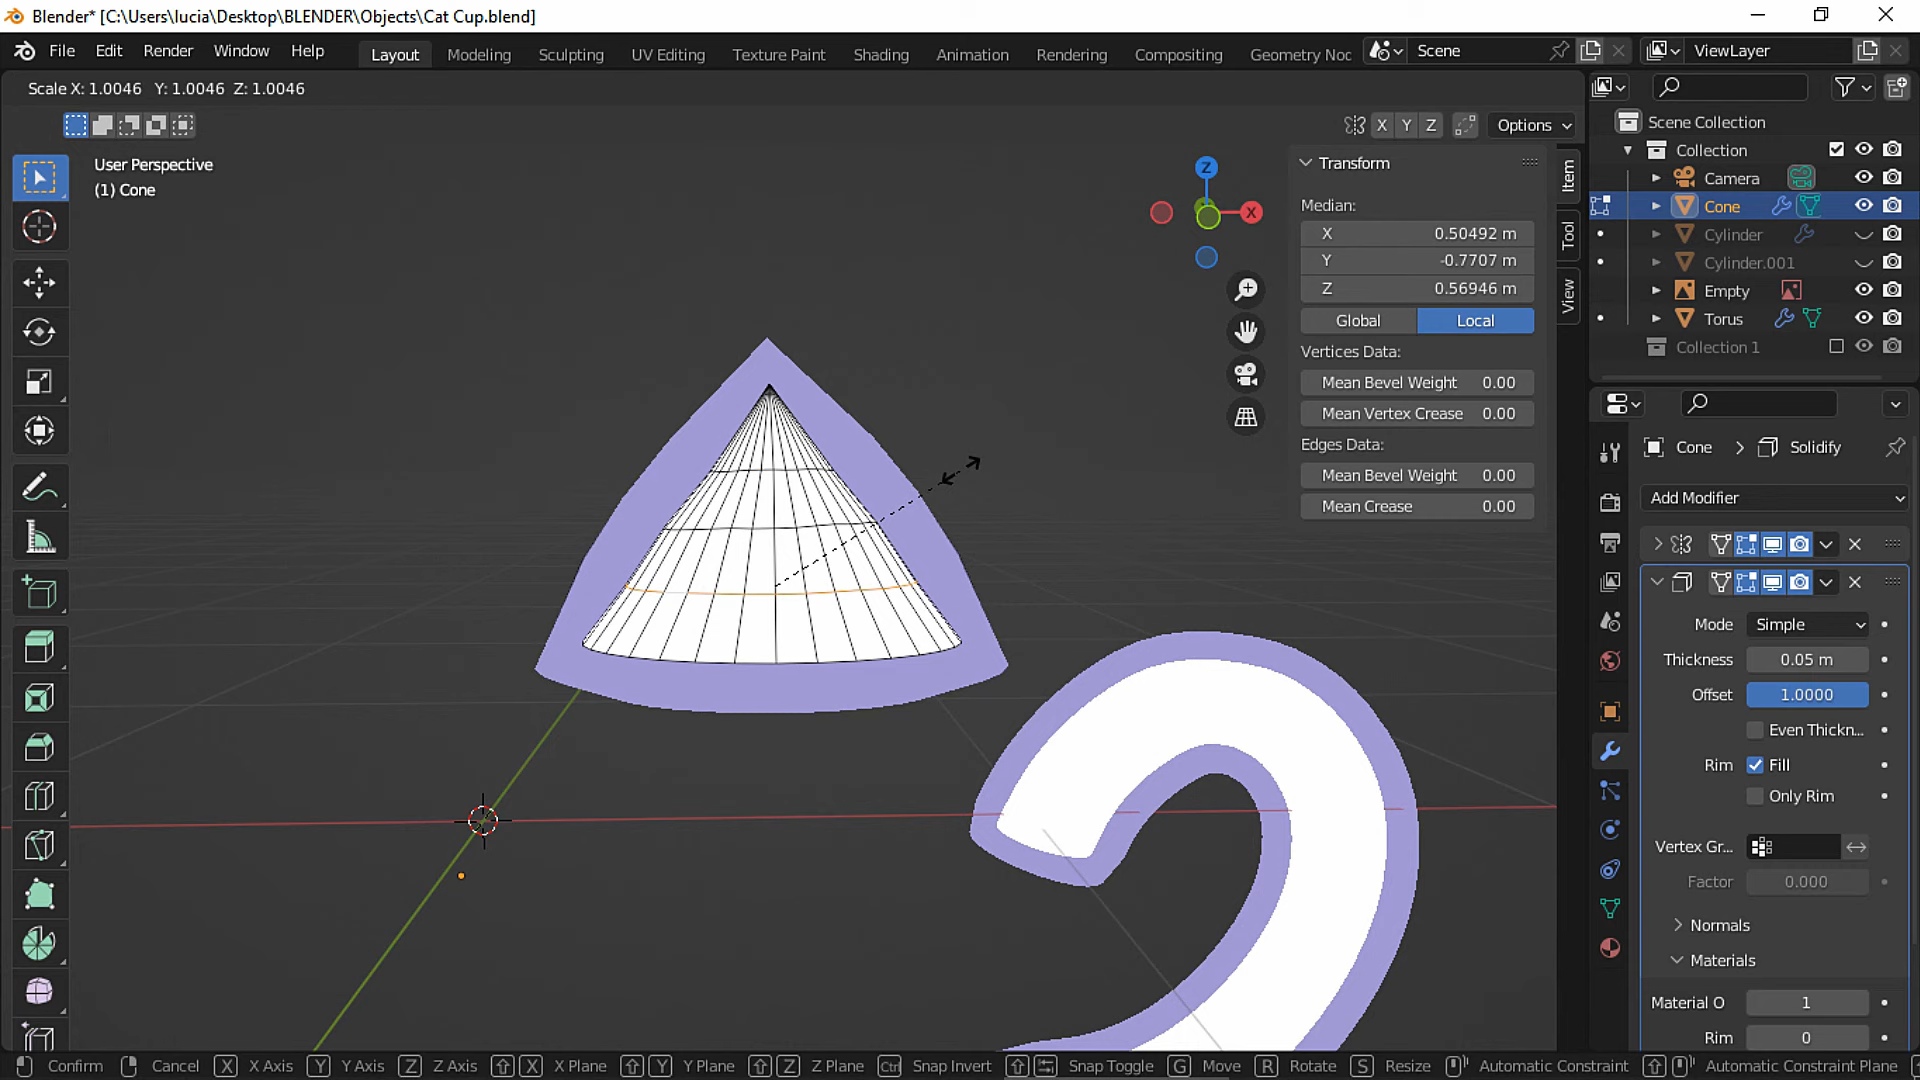 Blender* [C:\Users\lucia\Desktop\BLENDER\Objects\Cat Cup.blend]
File Edit Render Window Help Layout Modeling Sculpting UV Editing Texture Paint Shading Animation Rendering Compositing Geometry Noc Scene ViewLayer
Scale X: 1.0046 Y: 1.0046 Z: 1.0046
X Y Z Options
User Perspective
(1) Cone
Z
X
Transform
Median:
X 0.50492 m
Y -0.7707 m
Z 0.56946 m
Global Local
Vertices Data:
Mean Bevel Weight 0.00
Mean Vertex Crease 0.00
Edges Data:
Mean Bevel Weight 0.00
Mean Crease 0.00
Item
Tool
View
Scene Collection
Collection
Camera
Cone
Cylinder
Cylinder.001
Empty
Torus
Collection 1
Cone > Solidify
Add Modifier
Mode Simple
Thickness 0.05 m
Offset 1.0000
Even Thickn...
Rim Fill
Only Rim
Vertex Gr...
Factor 0.000
Normals
Materials
Material O 1
Rim 0
Confirm Cancel X X Axis Y Y Axis Z Z Axis X X Plane Y Y Plane Z Z Plane Ctrl Snap Invert Snap Toggle G Move R Rotate S Resize Automatic Constraint Automatic Constraint Plane